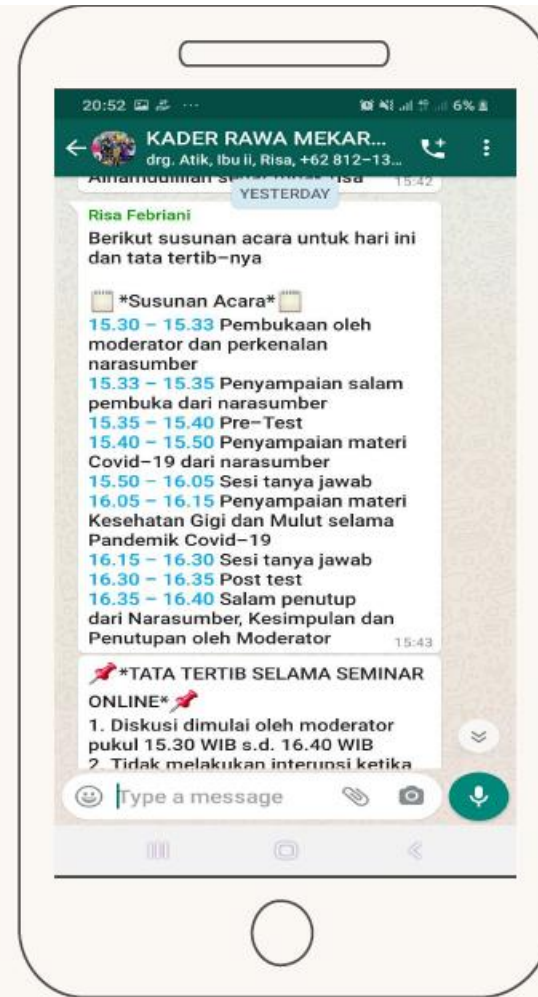 20:52 ... 6%
KADER RAWA MEKAR...
drg. Atik, Ibu ii, Risa, +62 812-13...
15:42
YESTERDAY
Risa Febriani
Berikut susunan acara untuk hari ini
dan tata tertib-nya
*Susunan Acara*
15.30 - 15.33 Pembukaan oleh
moderator dan perkenalan
narasumber
15.33 - 15.35 Penyampaian salam
pembuka dari narasumber
15.35 - 15.40 Pre-Test
15.40 - 15.50 Penyampaian materi
Covid-19 dari narasumber
15.50 - 16.05 Sesi tanya jawab
16.05 - 16.15 Penyampaian materi
Kesehatan Gigi dan Mulut selama
Pandemik Covid-19
16.15 - 16.30 Sesi tanya jawab
16.30 - 16.35 Post test
16.35 - 16.40 Salam penutup
dari Narasumber, Kesimpulan dan
Penutupan oleh Moderator
15:43
*TATA TERTIB SELAMA SEMINAR
ONLINE*
1. Diskusi dimulai oleh moderator
pukul 15.30 WIB s.d. 16.40 WIB
2. Tidak melakukan interupsi ketika
Type a message